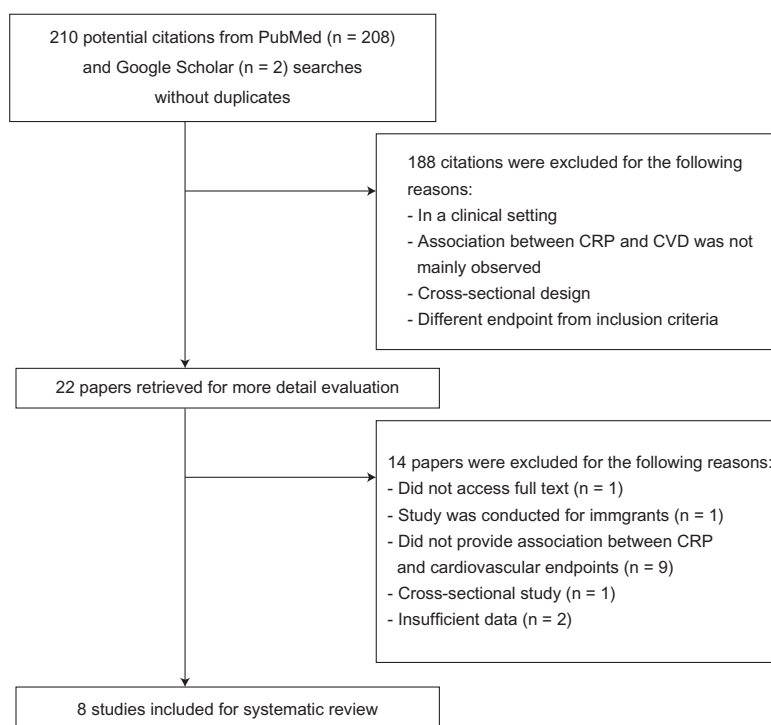 210 potential citations from PubMed (n = 208)
and Google Scholar (n = 2) searches
without duplicates
188 citations were excluded for the following
reasons:
- In a clinical setting
- Association between CRP and CVD was not
mainly observed
- Cross-sectional design
- Different endpoint from inclusion criteria
22 papers retrieved for more detail evaluation
14 papers were excluded for the following reasons:
- Did not access full text (n = 1)
- Study was conducted for immgrants (n = 1)
- Did not provide association between CRP
and cardiovascular endpoints (n = 9)
- Cross-sectional study (n = 1)
- Insufficient data (n = 2)
8 studies included for systematic review